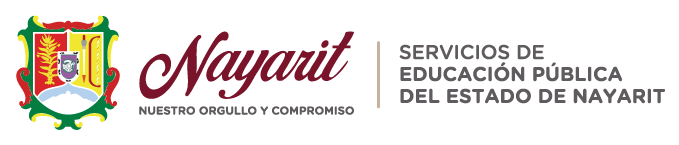 Nayarit
NUESTRO ORGULLO Y COMPROMISO
SERVICIOS DE
EDUCACIÓN PÚBLICA
DEL ESTADO DE NAYARIT